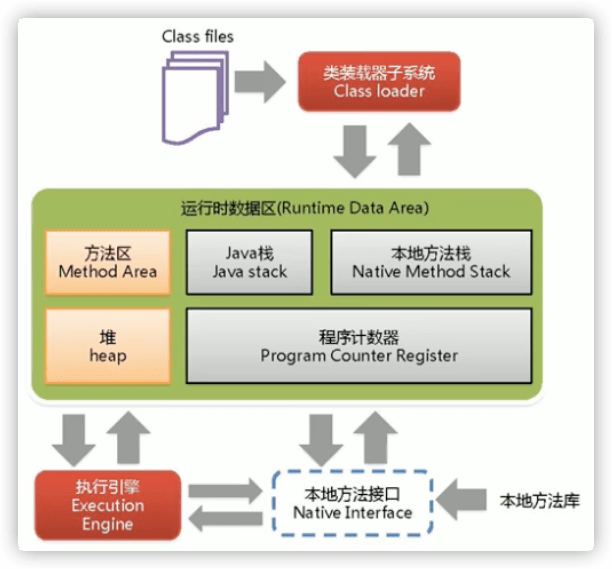 Class files
类装载器子系统
Class loader
运行时数据区(Runtime Data Area)
方法区
Method Area
Java栈
Java stack
本地方法栈
Native Method Stack
堆
heap
程序计数器
Program Counter Register
执行引擎
Execution
Engine
本地方法接口
Native Interface
本地方法库